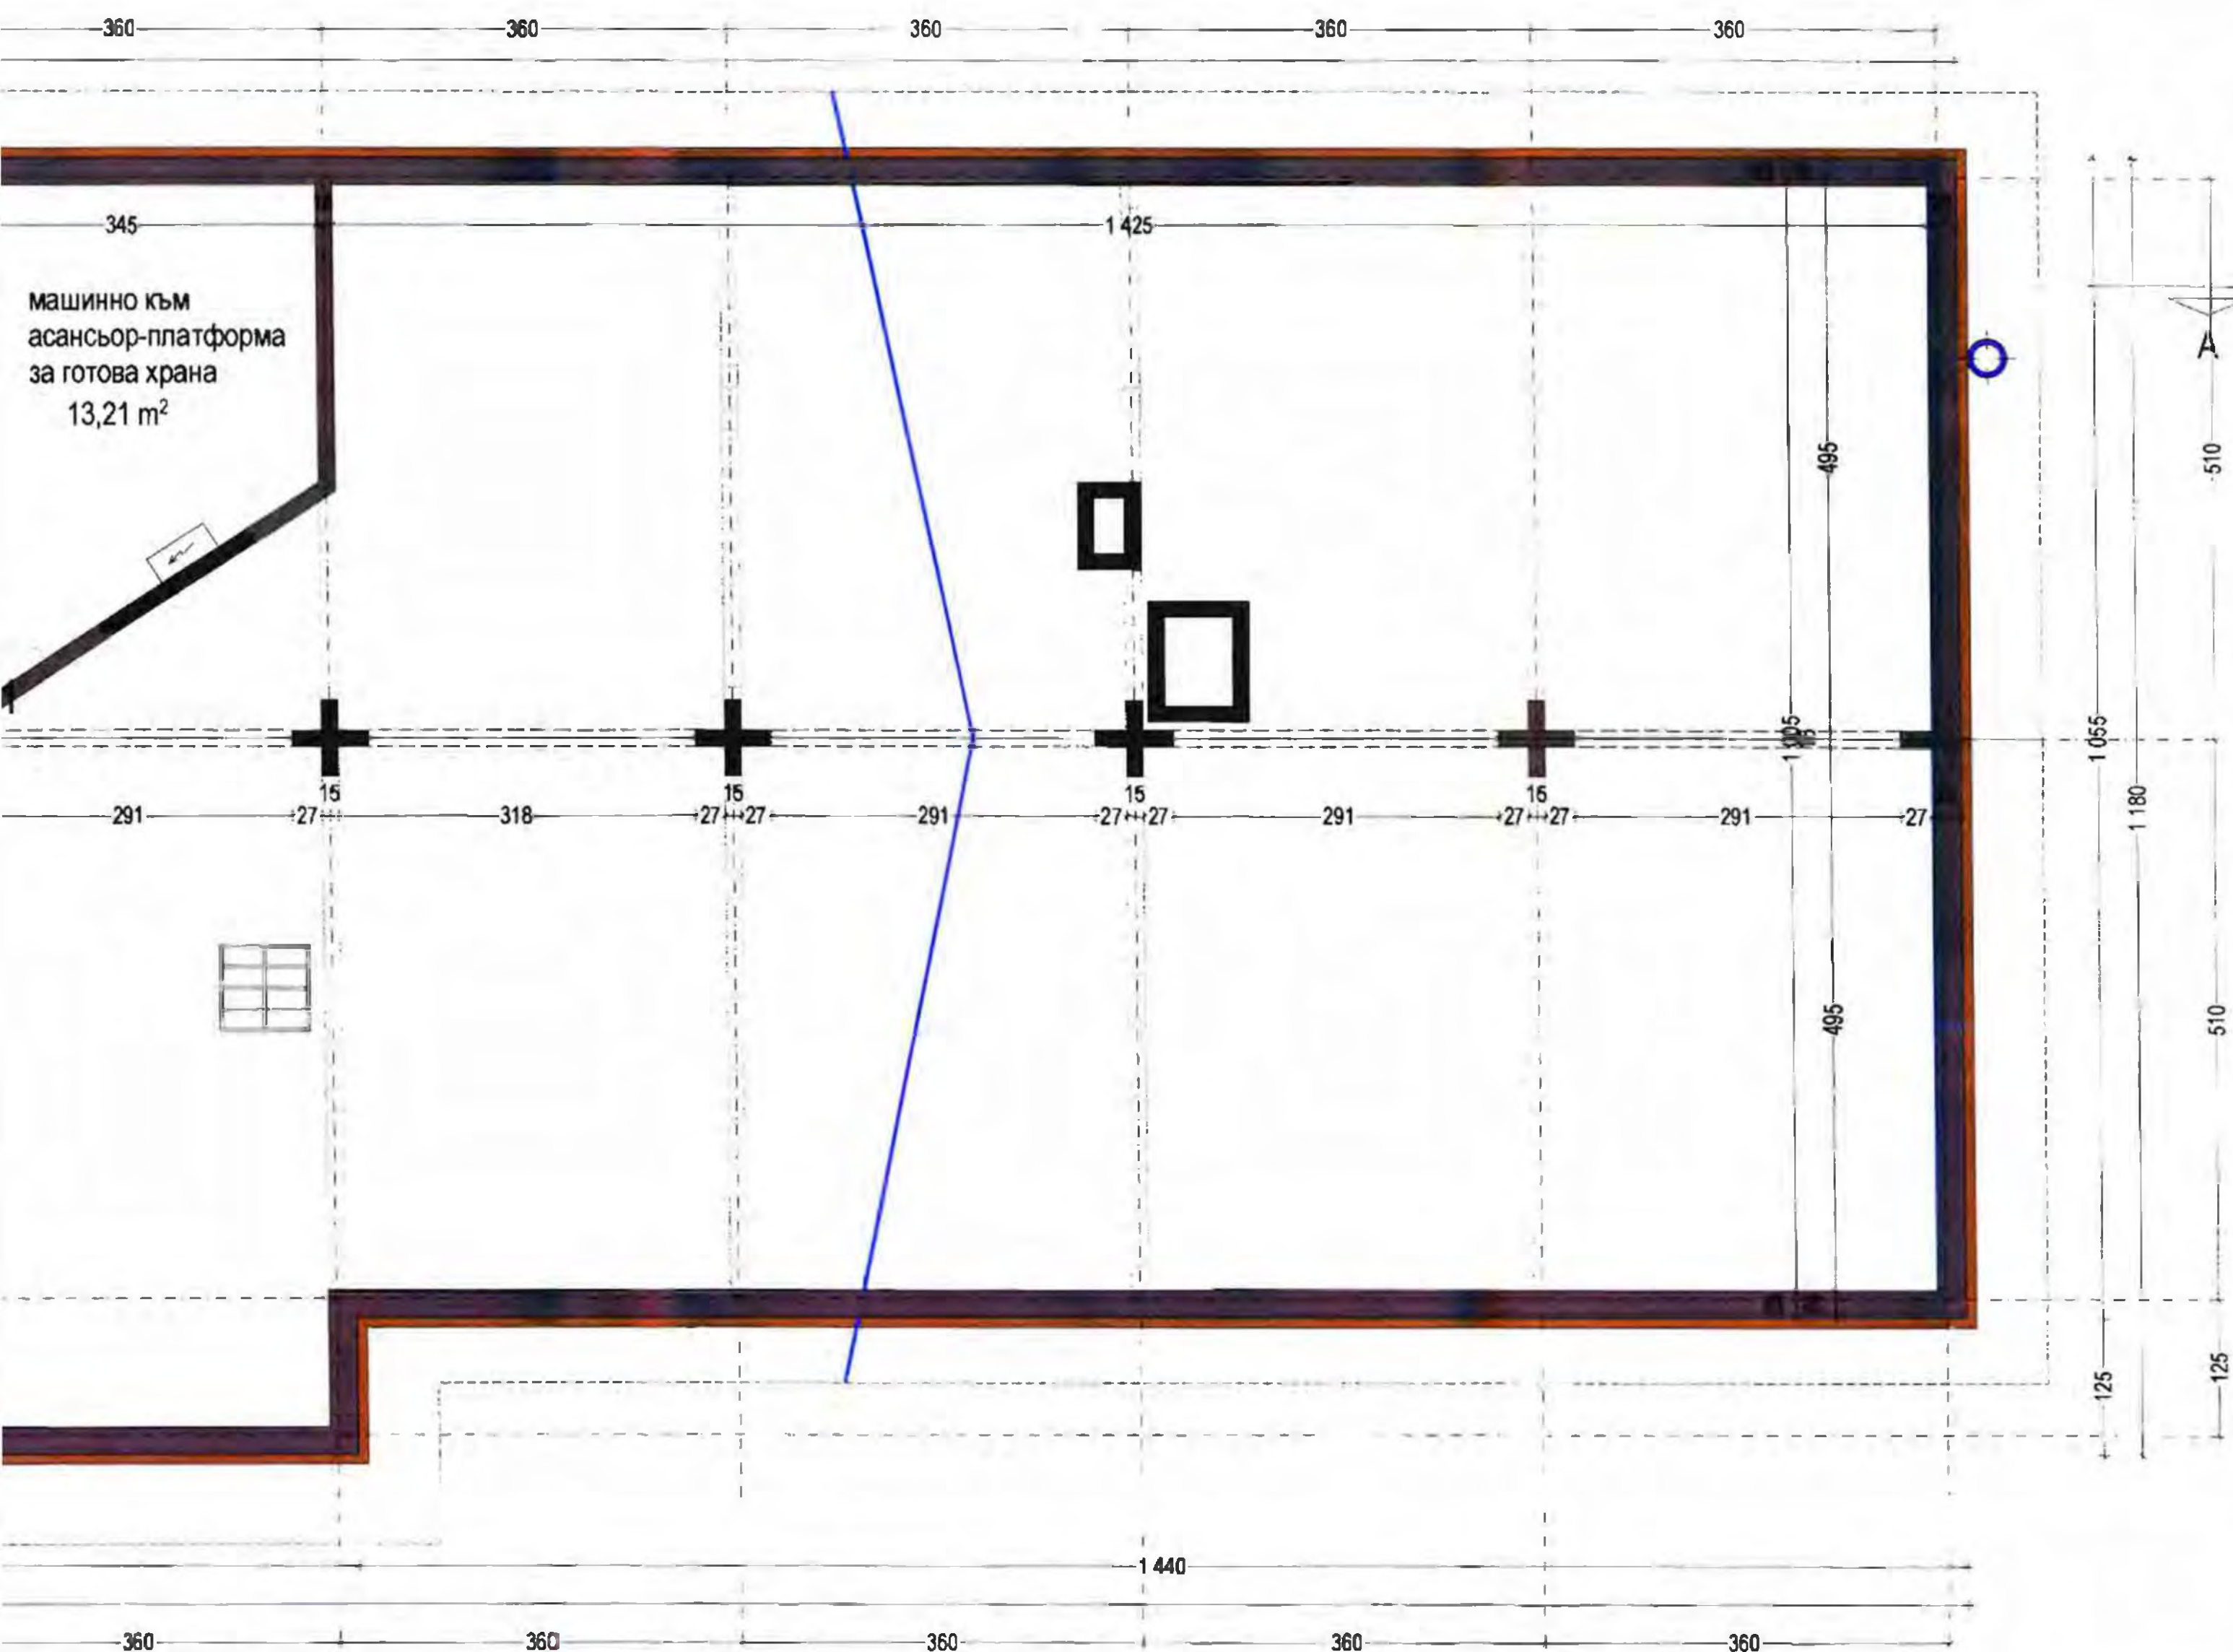 360 360 360 360 360
345 1 425
машинно към
асансьор-платформа
за готова храна
13,21 m²
A
495 510
1 055
1 180
15 15 15 15
291 27 318 27 27 291 27 27 291 27 27 291 27
495 510
125 125
1 440
360 360 360 360 360